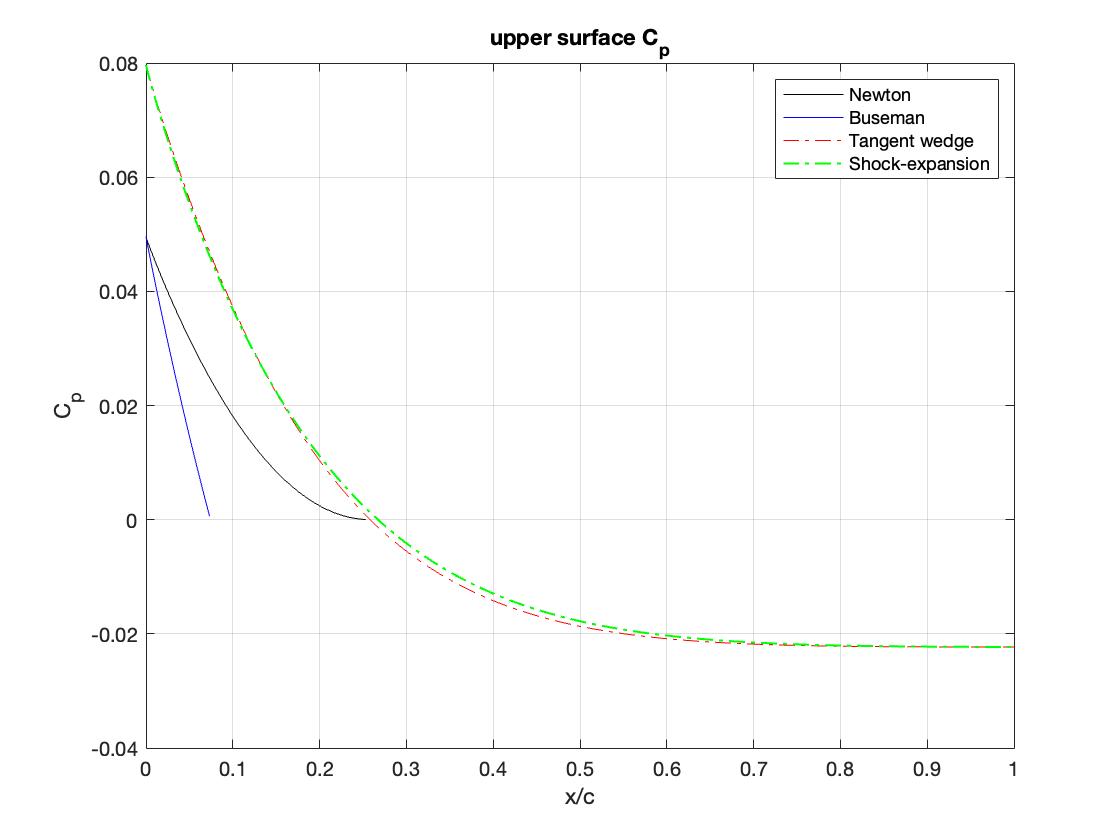 upper surface C_p
Newton
Buseman
Tangent wedge
Shock-expansion
0.08
0.06
0.04
0.02
0
-0.02
-0.04
C_p
0 0.1 0.2 0.3 0.4 0.5 0.6 0.7 0.8 0.9 1
x/c